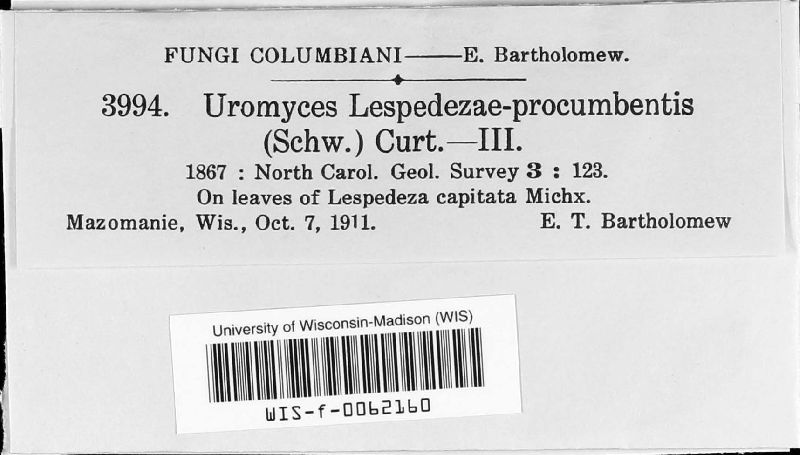 FUNGI COLUMBIANI——E. Bartholomew.
3994. Uromyces Lespedezae-procumbentis
(Schw.) Curt.—III.
1867 : North Carol. Geol. Survey 3 : 123.
On leaves of Lespedeza capitata Michx.
Mazomanie, Wis., Oct. 7, 1911. E. T. Bartholomew
University of Wisconsin-Madison (WIS)
WIS-f-0062160